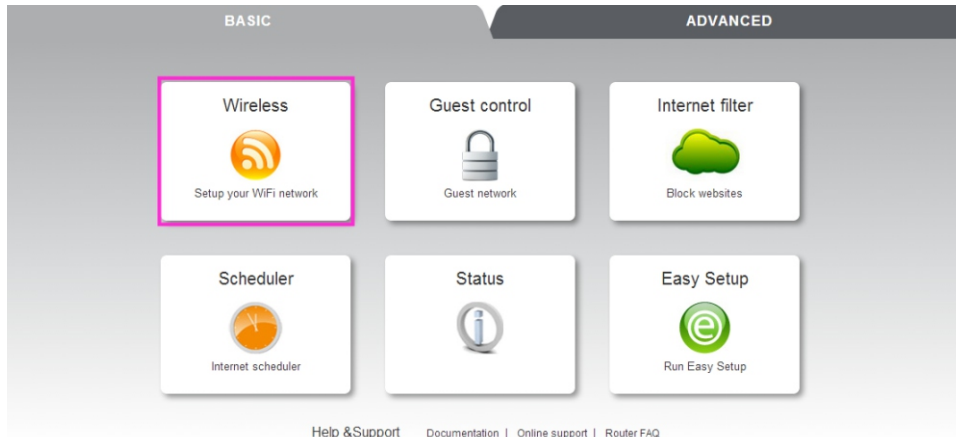 BASIC ADVANCED
Wireless Guest control Internet filter
Setup your WiFi network Guest network Block websites
Scheduler Status Easy Setup
e
Internet scheduler Run Easy Setup
Help &Support Documentation | Online support | Router FAQ